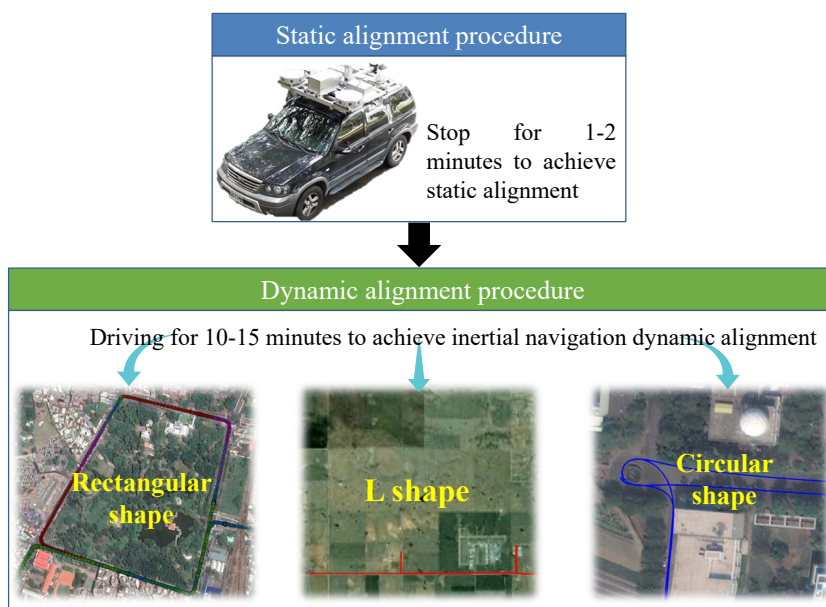 Static alignment procedure
Stop for 1-2
minutes to achieve
static alignment
Dynamic alignment procedure
Driving for 10-15 minutes to achieve inertial navigation dynamic alignment
Rectangular
shape
L shape
Circular
shape